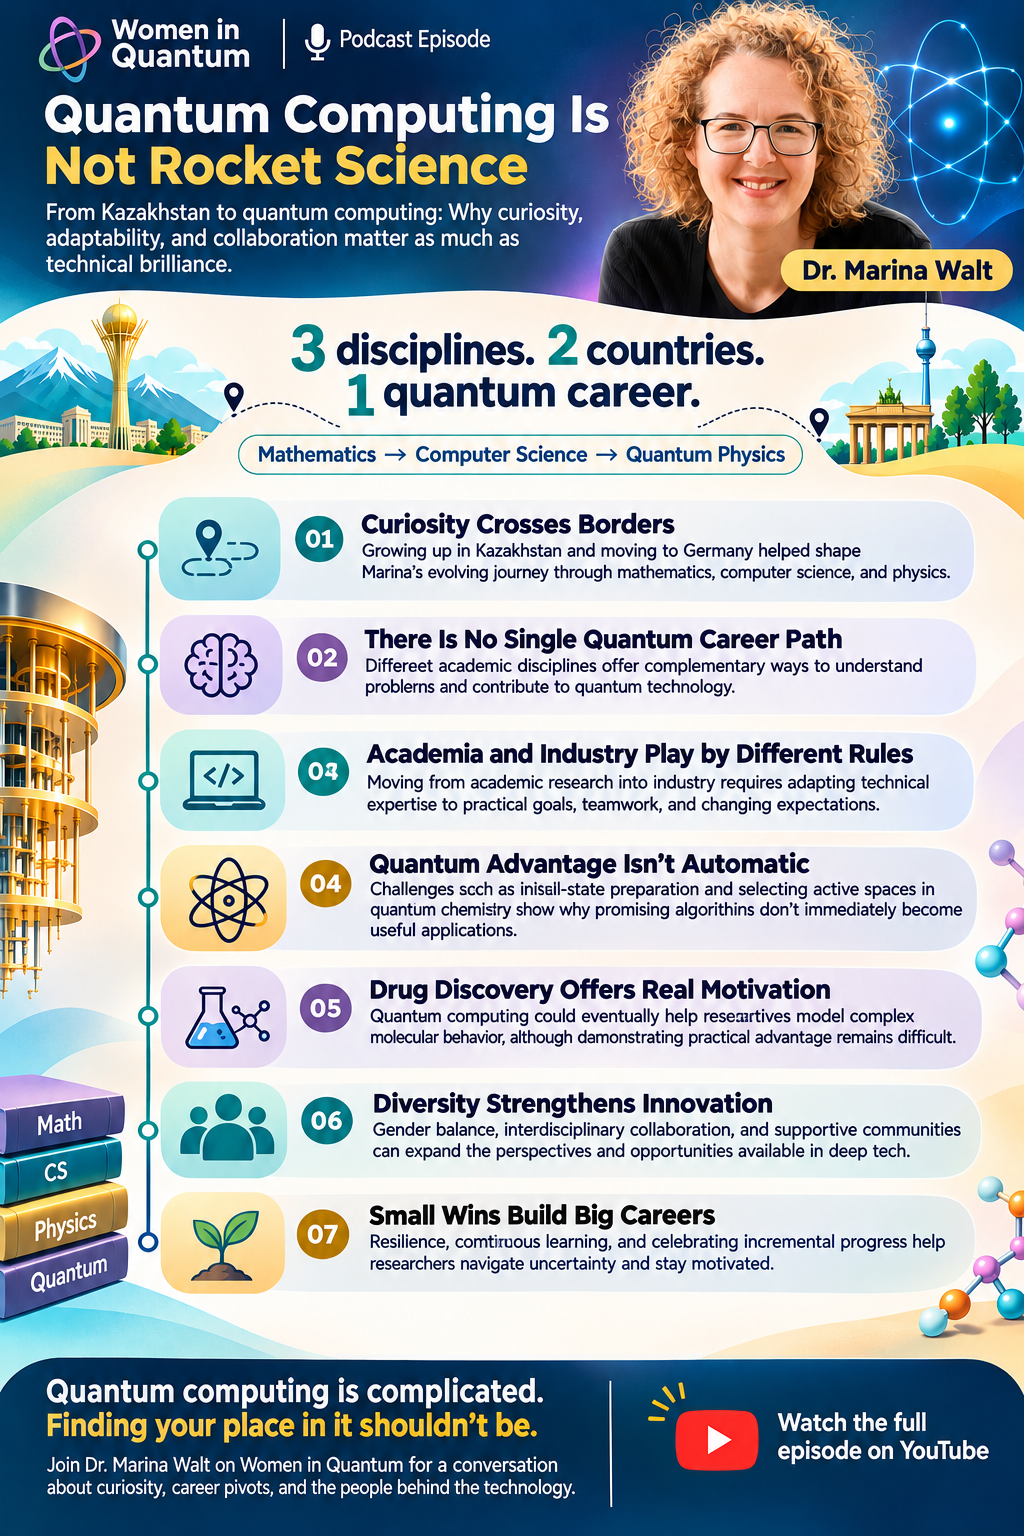 Women in
Quantum
Podcast Episode
Quantum Computing Is
Not Rocket Science
From Kazakhstan to quantum computing: Why curiosity,
adaptability, and collaboration matter as much as
technical brilliance.
Dr. Marina Walt
3 disciplines. 2 countries.
1 quantum career.
Mathematics → Computer Science → Quantum Physics
01
Curiosity Crosses Borders
Growing up in Kazakhstan and moving to Germany helped shape
Marina's evolving journey through mathematics, computer science, and physics.
02
There Is No Single Quantum Career Path
Differeet academic disciplines offer complementary ways to understand
problems and contribute to quantum technology.
</>
Academia and Industry Play by Different Rules
Moving from academic research into industry requires adapting technical
expertise to practical goals, teamwork, and changing expectations.
04
Quantum Advantage Isn't Automatic
Challenges such as preparation and selecting active spaces in
quantum chemistry show why promising algorithms don't immediately become
useful applications.
05
Drug Discovery Offers Real Motivation
Quantum computing could eventually help model complex
molecular behavior, although damonstrating practical advantage remains difficult.
06
Diversity Strengthens Innovation
Gender balance, interdisciplinary collaboration, and supportive communities
can expand the perspectives and opportunities available in deep tech.
07
Small Wins Build Big Careers
Resilience, learning, and celebrating incremental progress help
researchers navigate uncertainty and stay motivated.
Math
CS
Physics
Quantum
Quantum computing is complicated.
Finding your place in it shouldn't be.
Join Dr. Marina Walt on Women in Quantum for a conversation
about curiosity, career pivots, and the people behind the technology.
Watch the full
episode on YouTube